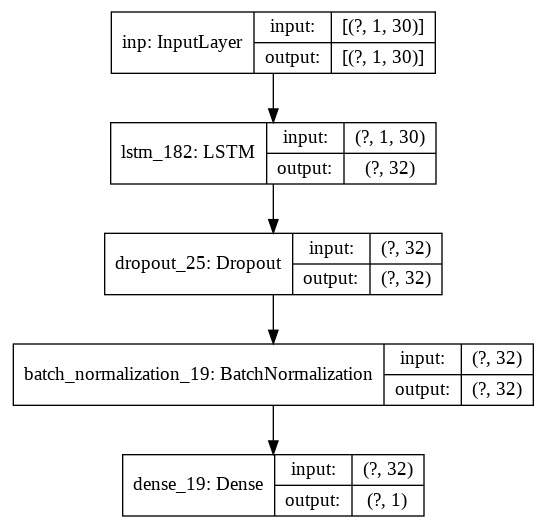 inp: InputLayer
input: [(?, 1, 30)]
output: [(?, 1, 30)]
lstm_182: LSTM
input: (?, 1, 30)
output: (?, 32)
dropout_25: Dropout
input: (?, 32)
output: (?, 32)
batch_normalization_19: BatchNormalization
input: (?, 32)
output: (?, 32)
dense_19: Dense
input: (?, 32)
output: (?, 1)